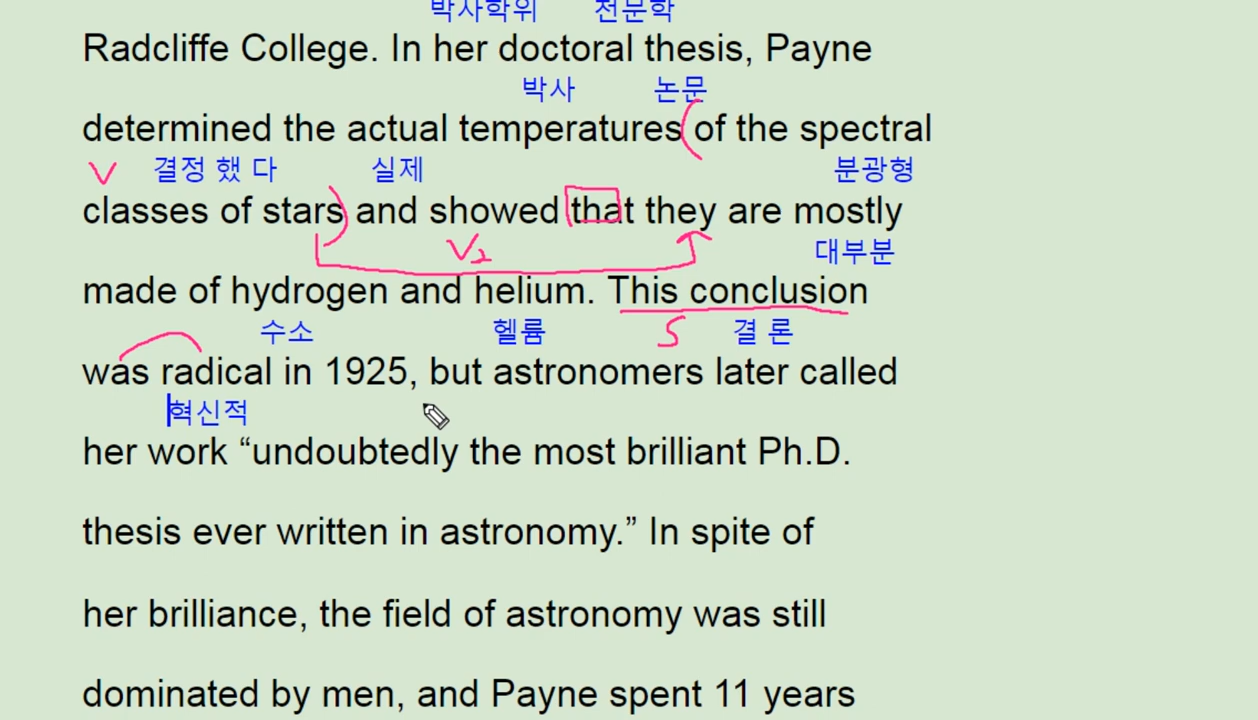 박사학위 천문학
Radcliffe College. In her doctoral thesis, Payne
박사 논문
determined the actual temperatures(of the spectral
V 결정 했 다 실제 분광형
classes of stars) and showed that they are mostly
V2 대부분
made of hydrogen and helium. This conclusion
수소 헬륨 S 결 론
was radical in 1925, but astronomers later called
혁신적
her work “undoubtedly the most brilliant Ph.D.
thesis ever written in astronomy.” In spite of
her brilliance, the field of astronomy was still
dominated by men, and Payne spent 11 years